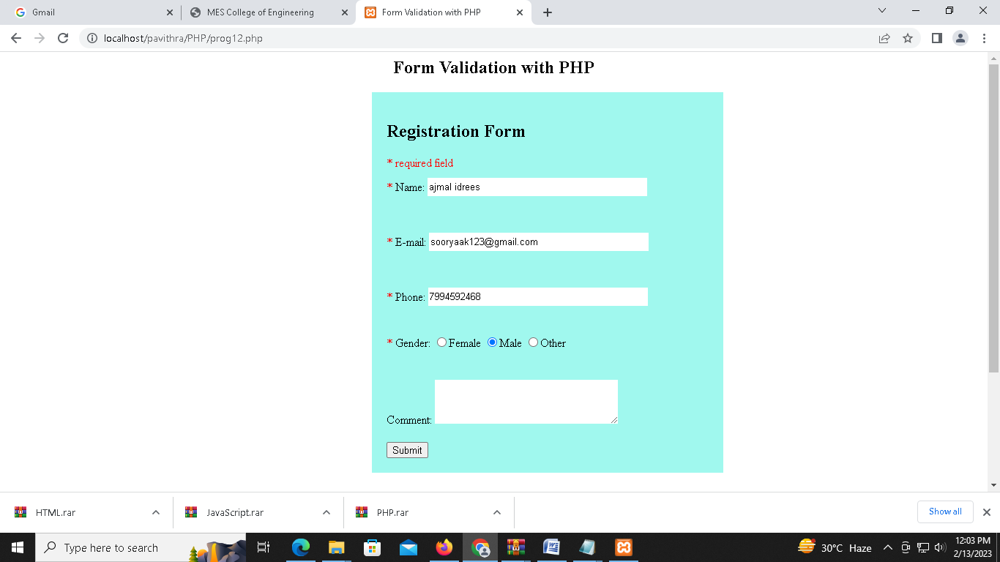 Gmail
MES College of Engineering
Form Validation with PHP
localhost/pavithra/PHP/prog12.php
Form Validation with PHP
Registration Form
* required field
* Name: ajmal idrees
* E-mail: sooryaak123@gmail.com
* Phone: 7994592468
* Gender: Female Male Other
Comment:
Submit
HTML.rar
JavaScript.rar
PHP.rar
Show all
Type here to search
30°C Haze
12:03 PM
2/13/2023